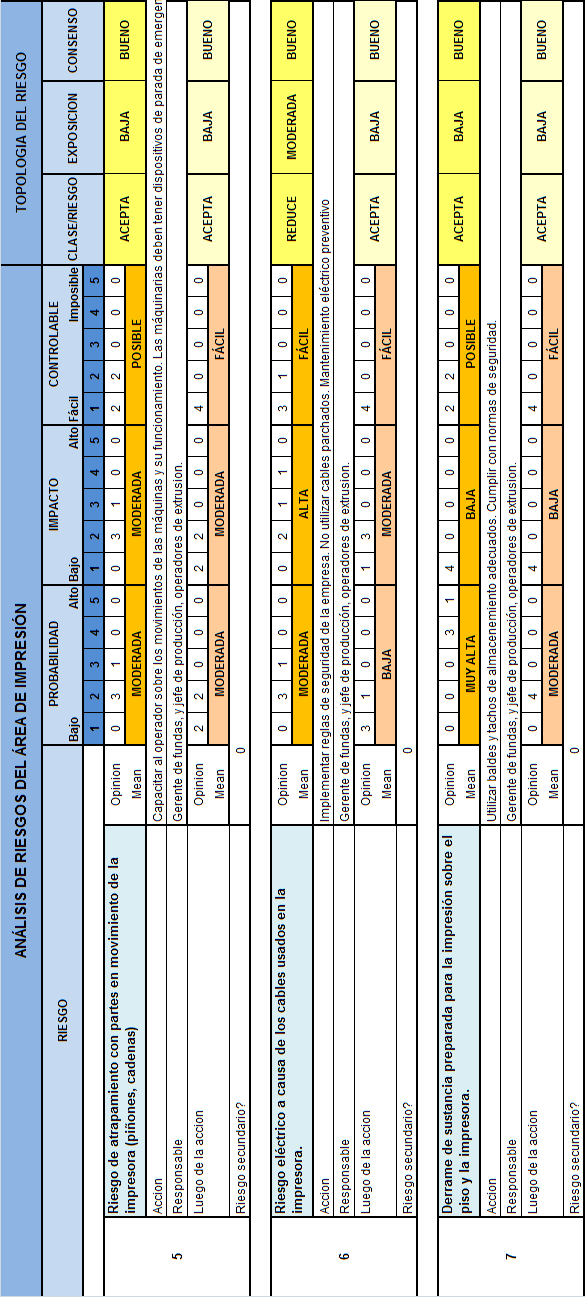 ANÁLISIS DE RIESGOS DEL ÁREA DE IMPRESIÓN TOPOLOGIA DEL RIESGO
RIESGO PROBABILIDAD IMPACTO CONTROLABLE CLASE/RIESGO EXPOSICION CONSENSO
Bajo Alto Bajo Alto Fácil Imposible
1 2 3 4 5 1 2 3 4 5 1 2 3 4 5
5 Riesgo de atrapamiento con partes en movimiento de la
impresora (piñones, cadenas)
Opinion 0 3 1 0 0 0 3 1 0 0 2 2 0 0 0 ACEPTA BAJA BUENO
Mean MODERADA MODERADA POSIBLE
Accion Capacitar al operador sobre los movimientos de las máquinas y su funcionamiento. Las máquinarias deben tener dispositivos de parada de emergen
Responsable Gerente de fundas, y jefe de producción, operadores de extrusion.
Luego de la accion Opinion 2 2 0 0 0 2 2 0 0 0 4 0 0 0 0 ACEPTA BAJA BUENO
Mean MODERADA MODERADA FÁCIL
Riesgo secundario? 0
6 Riesgo eléctrico a causa de los cables usados en la
impresora.
Opinion 0 3 1 0 0 0 2 1 1 0 3 1 0 0 0 REDUCE MODERADA BUENO
Mean MODERADA ALTA FÁCIL
Accion Implementar reglas de seguridad de la empresa. No utilizar cables parchados. Mantenimiento eléctrico preventivo
Responsable Gerente de fundas, y jefe de producción, operadores de extrusion.
Luego de la accion Opinion 3 1 0 0 0 1 3 0 0 0 4 0 0 0 0 ACEPTA BAJA BUENO
Mean BAJA MODERADA FÁCIL
Riesgo secundario? 0
7 Derrame de sustancia preparada para la impresión sobre el
piso y la impresora.
Opinion 0 0 0 3 1 4 0 0 0 0 2 2 0 0 0 ACEPTA BAJA BUENO
Mean MUY ALTA BAJA POSIBLE
Accion Utilizar baldes y tachos de almacenemiento adecuados. Cumplir con normas de seguridad.
Responsable Gerente de fundas, y jefe de producción, operadores de extrusion.
Luego de la accion Opinion 0 4 0 0 0 4 0 0 0 0 4 0 0 0 0 ACEPTA BAJA BUENO
Mean MODERADA BAJA FÁCIL
Riesgo secundario? 0